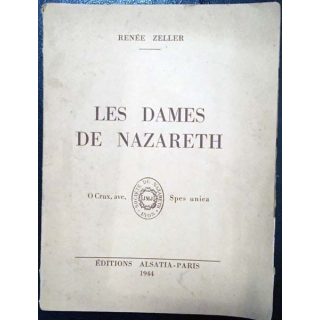 RENÉE ZELLER
LES DAMES
DE NAZARETH
O Crux, ave, Spes unica
ÉDITIONS ALSATIA-PARIS
1944